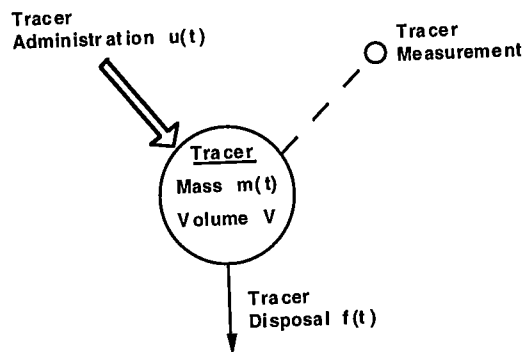 Tracer
Administration u(t)
Tracer
Measurement
Tracer
Mass m(t)
Volume V
Tracer
Disposal f(t)